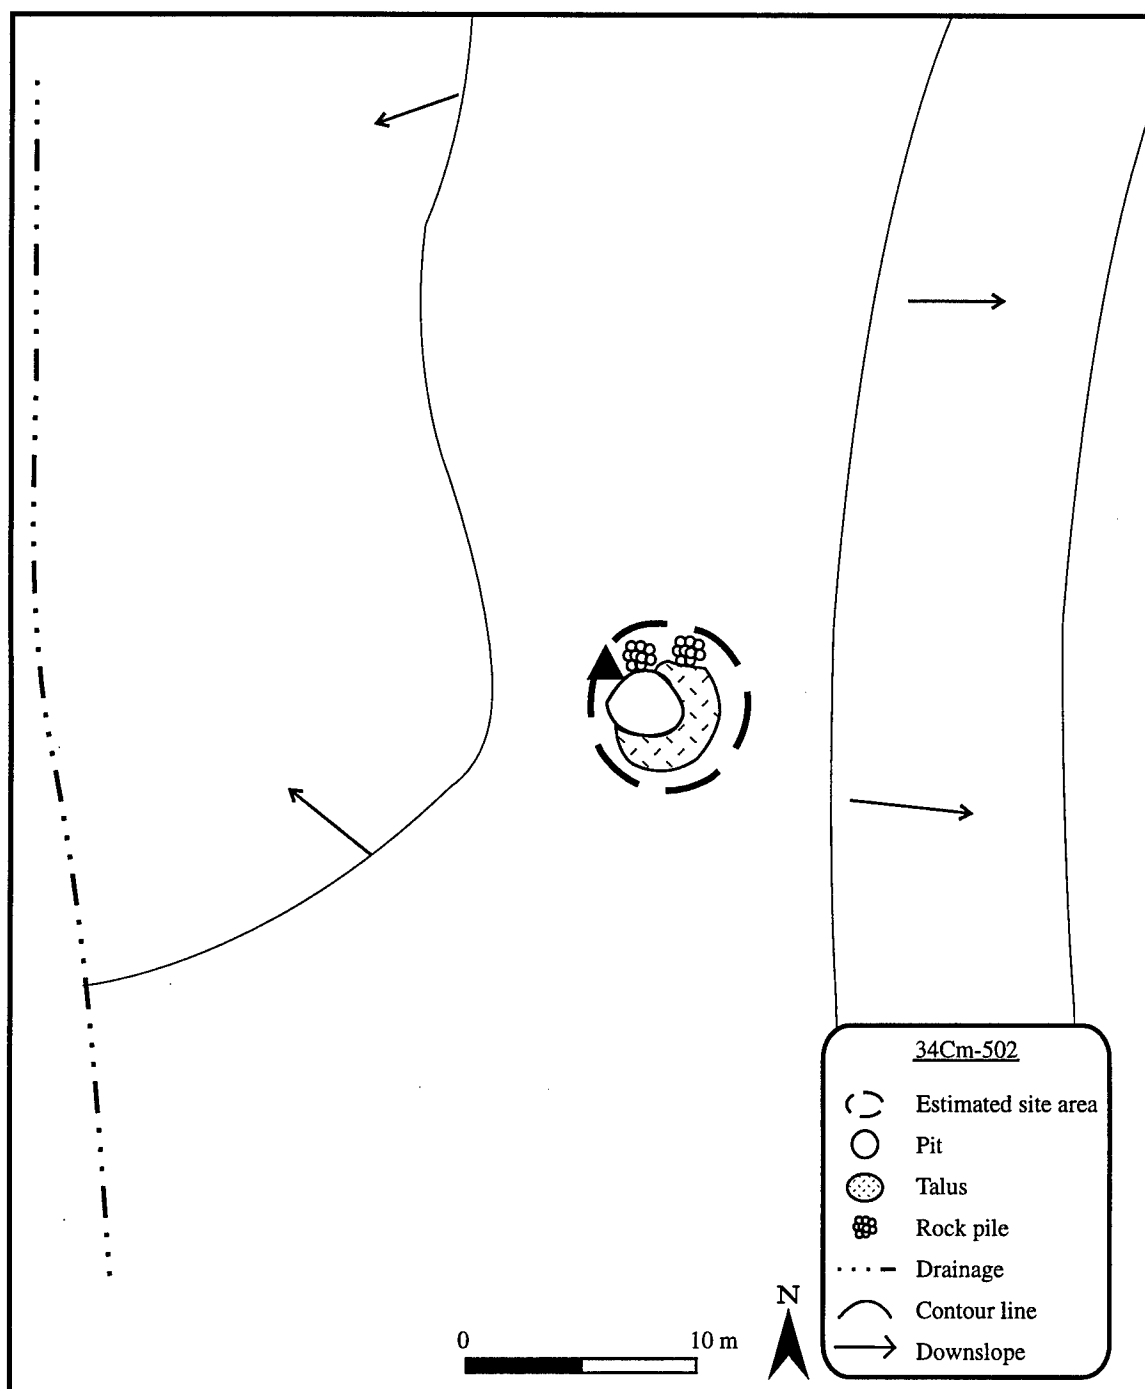 34Cm-502
Estimated site area
Pit
Talus
Rock pile
Drainage
Contour line
Downslope
N
0 10 m